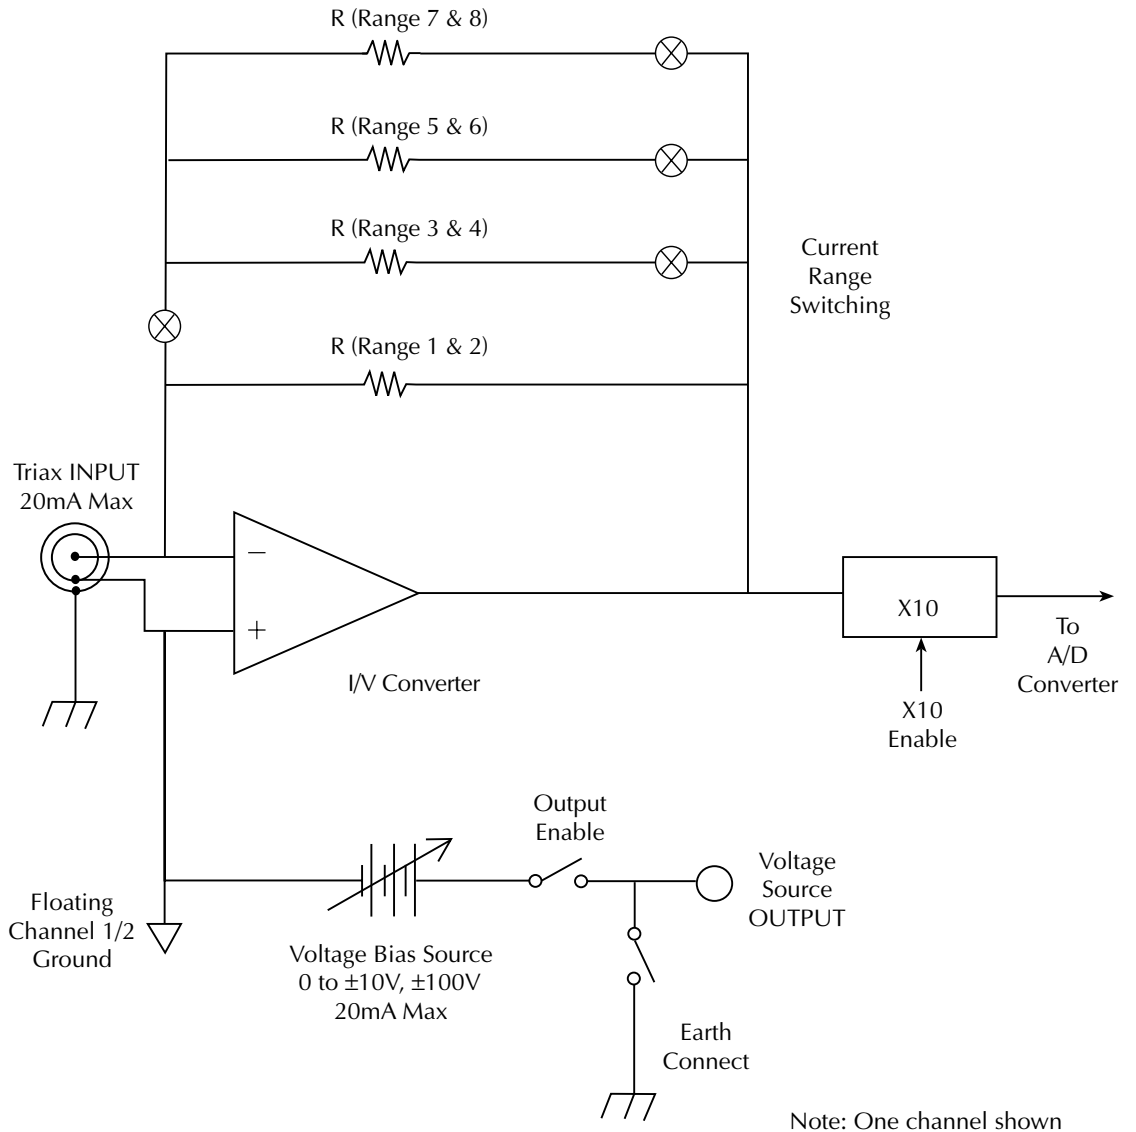 R (Range 7 & 8)
R (Range 5 & 6)
R (Range 3 & 4)
Current
Range
Switching
R (Range 1 & 2)
Triax INPUT
20mA Max
−
+
X10
I/V Converter
To
A/D
Converter
X10
Enable
Output
Enable
Voltage
Source
OUTPUT
Floating
Channel 1/2
Ground
Voltage Bias Source
0 to ±10V, ±100V
20mA Max
Earth
Connect
Note: One channel shown